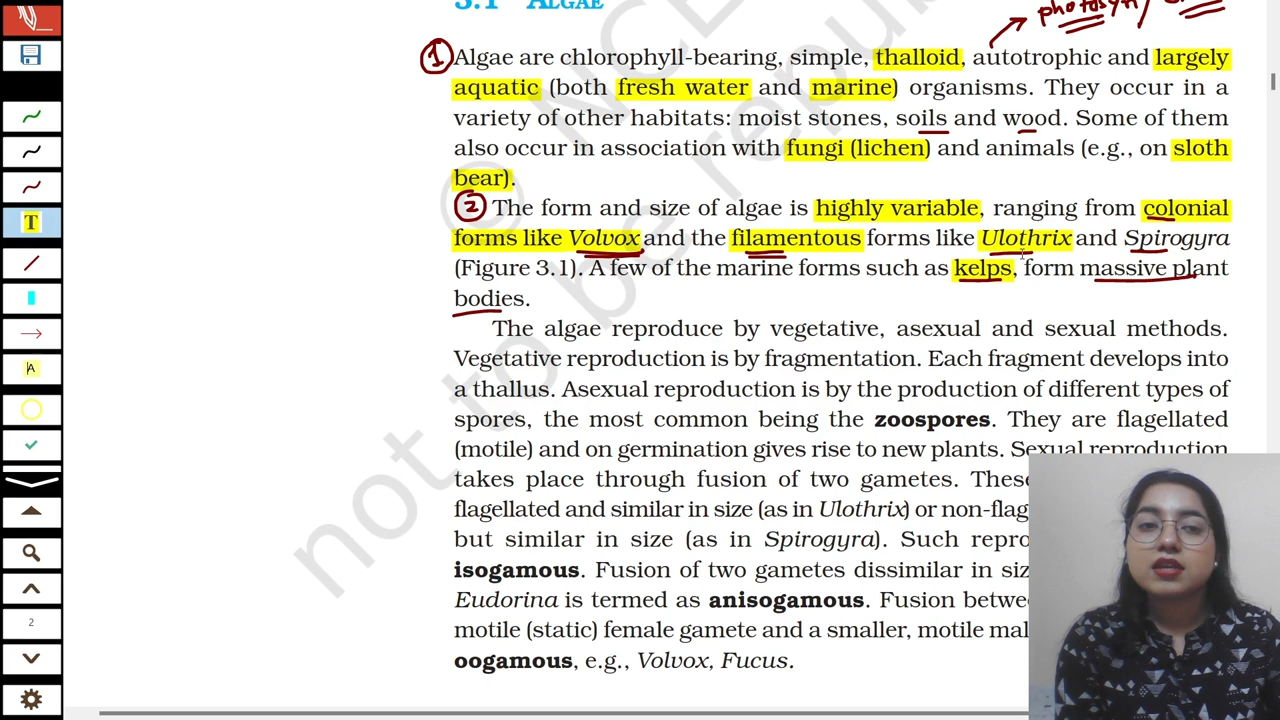 3.1 ALGAE
photosyn
① Algae are chlorophyll-bearing, simple, thalloid, autotrophic and largely
aquatic (both fresh water and marine) organisms. They occur in a
variety of other habitats: moist stones, soils and wood. Some of them
also occur in association with fungi (lichen) and animals (e.g., on sloth
bear).
② The form and size of algae is highly variable, ranging from colonial
forms like Volvox and the filamentous forms like Ulothrix and Spirogyra
(Figure 3.1). A few of the marine forms such as kelps, form massive plant
bodies.
The algae reproduce by vegetative, asexual and sexual methods.
Vegetative reproduction is by fragmentation. Each fragment develops into
a thallus. Asexual reproduction is by the production of different types of
spores, the most common being the zoospores. They are flagellated
(motile) and on germination gives rise to new plants. Sexual reproduction
takes place through fusion of two gametes. These
flagellated and similar in size (as in Ulothrix) or non-flag
but similar in size (as in Spirogyra). Such repro
isogamous. Fusion of two gametes dissimilar in siz
Eudorina is termed as anisogamous. Fusion betwe
motile (static) female gamete and a smaller, motile mal
oogamous, e.g., Volvox, Fucus.
© NCE
not to be repu
T
A
2